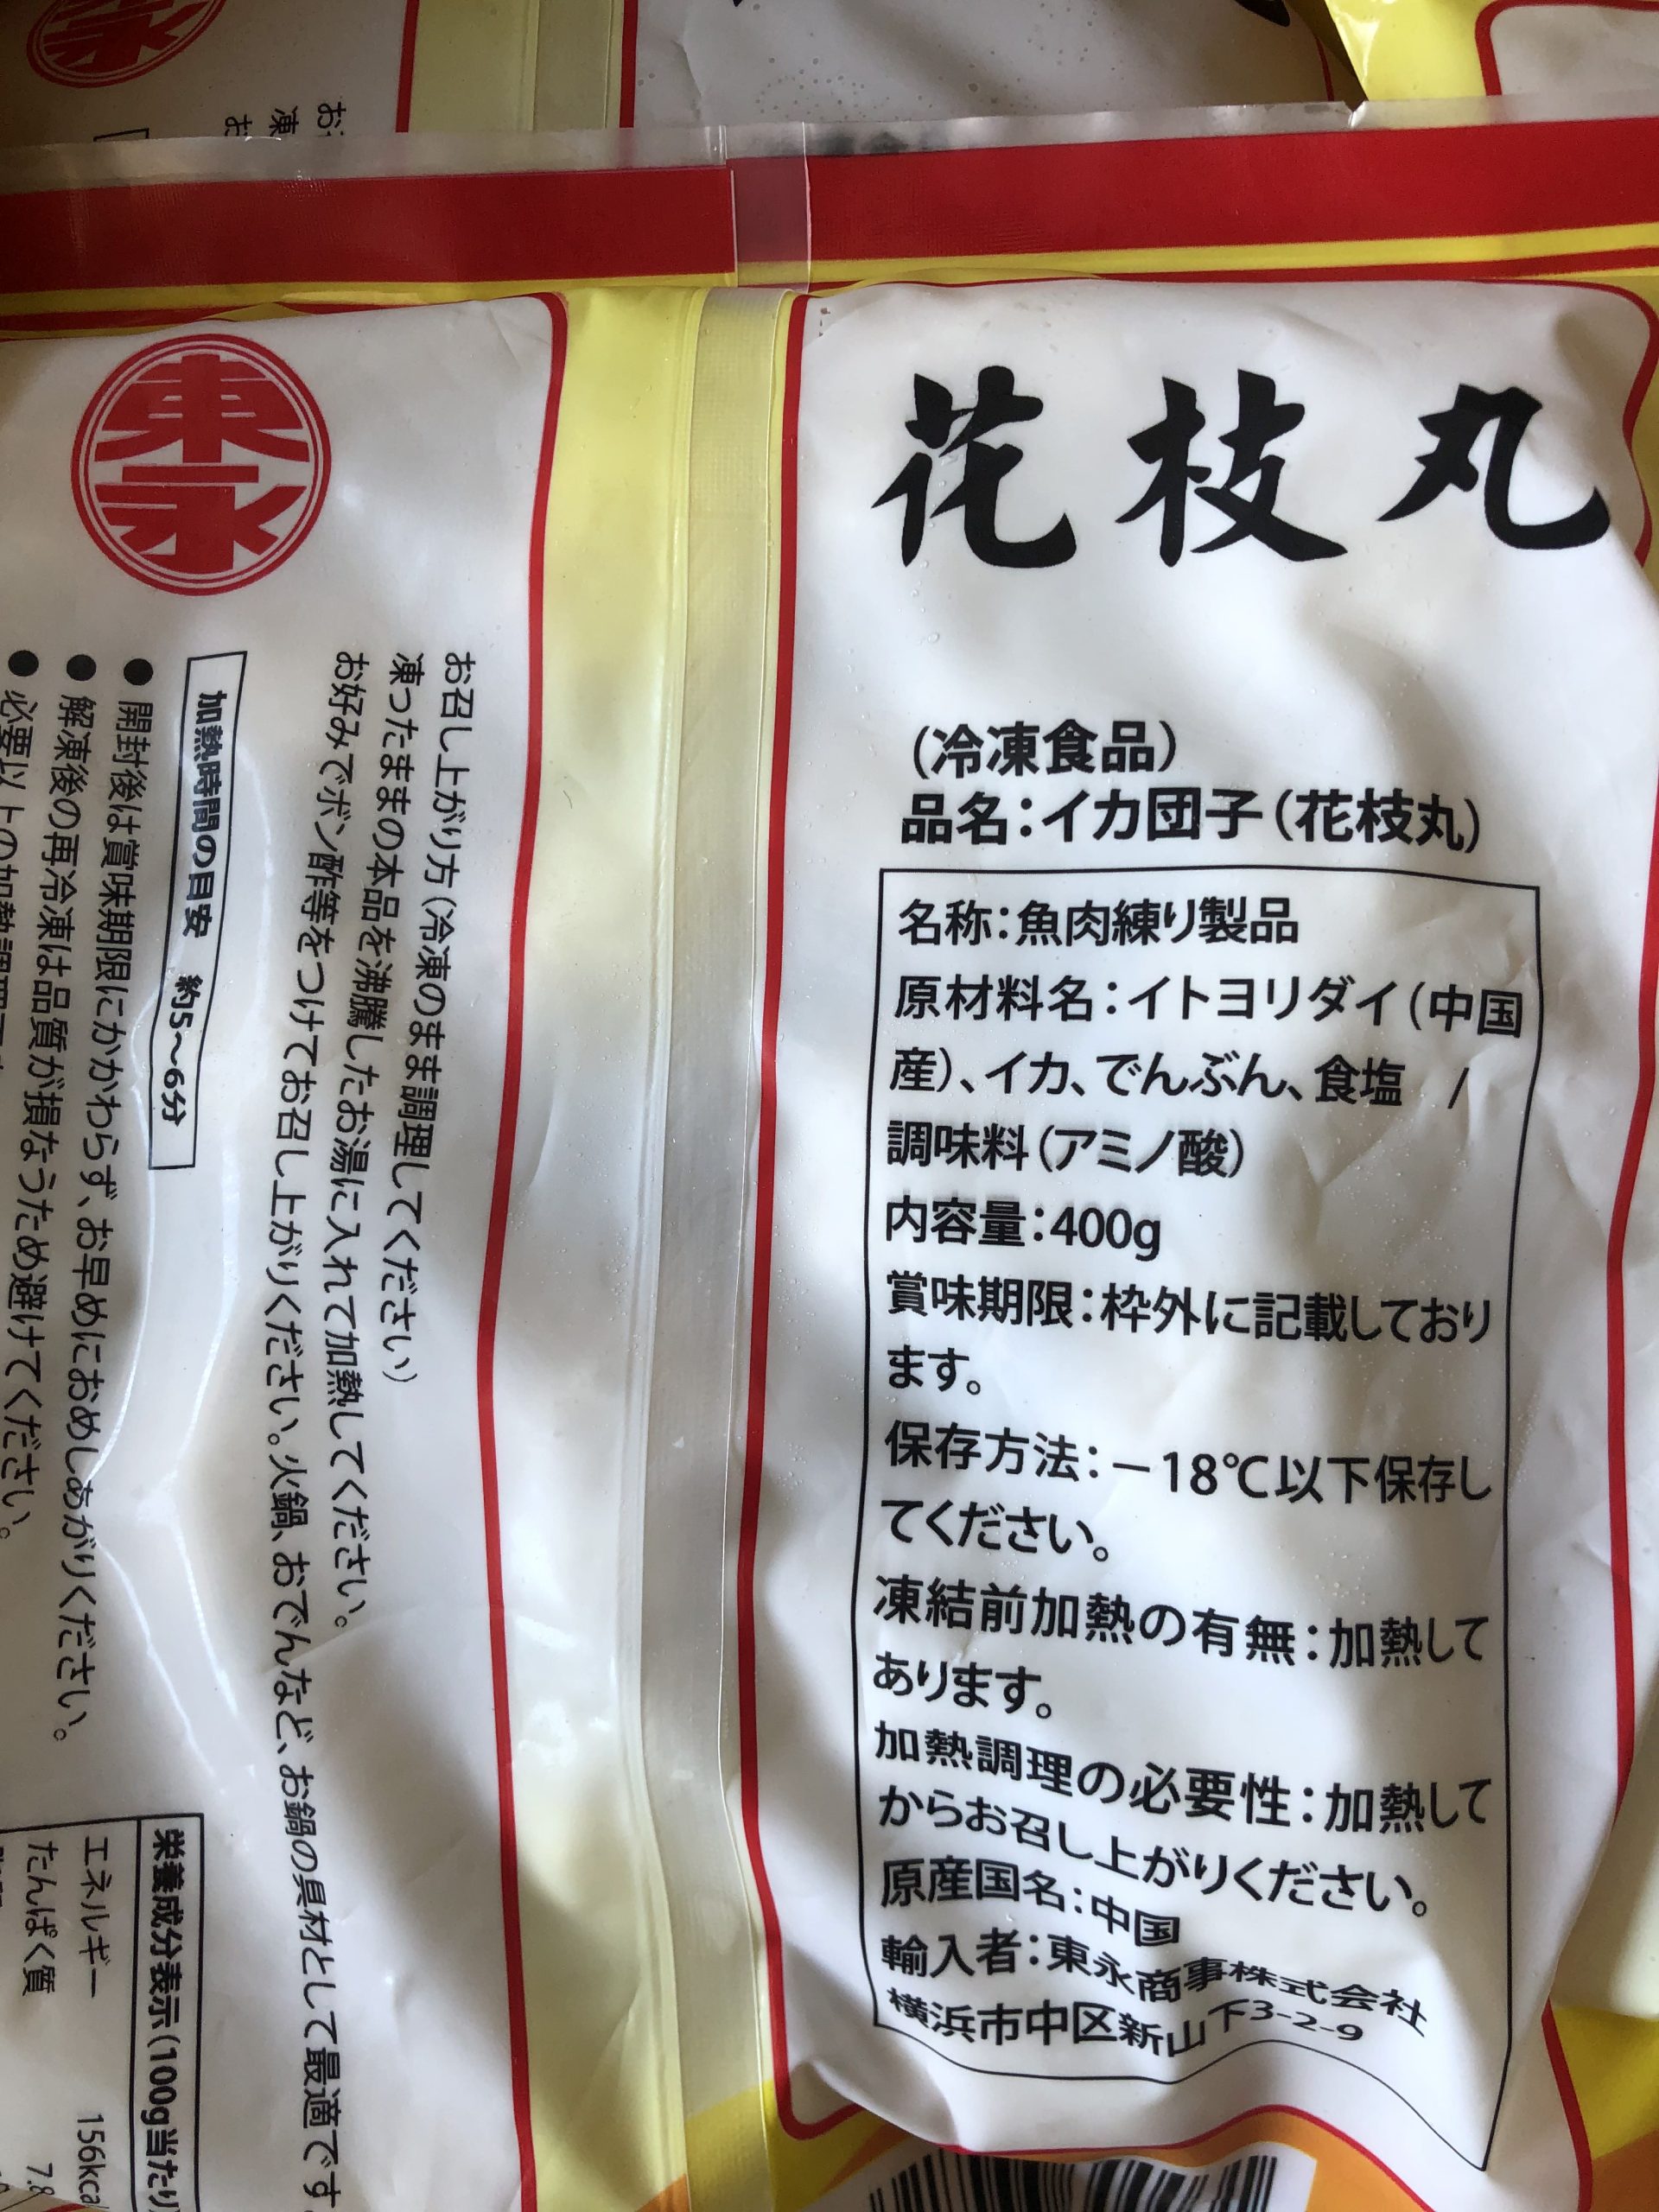 花枝丸
(冷凍食品)
品名:イカ団子(花枝丸)
名称:魚肉練り製品
原材料名:イトヨリダイ(中国
産)、イカ、でんぷん、食塩 /
調味料(アミノ酸)
内容量:400g
賞味期限:枠外に記載しており
ます。
保存方法:-18℃以下保存し
てください。
凍結前加熱の有無:加熱して
あります。
加熱調理の必要性:加熱して
からお召し上がりください。
原産国名:中国
輸入者:東永商事株式会社
横浜市中区新山下3-2-9
東永
お召し上がり方(冷凍のまま調理してください)
凍ったままの本品を沸騰したお湯に入れて加熱してください。
お好みでポン酢等をつけてお召し上がりください。火鍋、おでんなど、お鍋の具材として最適です
加熱時間の目安 約5~6分
● 開封後は賞味期限にかかわらず、お早めにおめしあがりください。
● 解凍後の再冷凍は品質が損なうため避けてください。
● 必要以上の加熱調理
栄養成分表示(100g当たり)
エネルギー 156kcal
たんぱく質 7.8